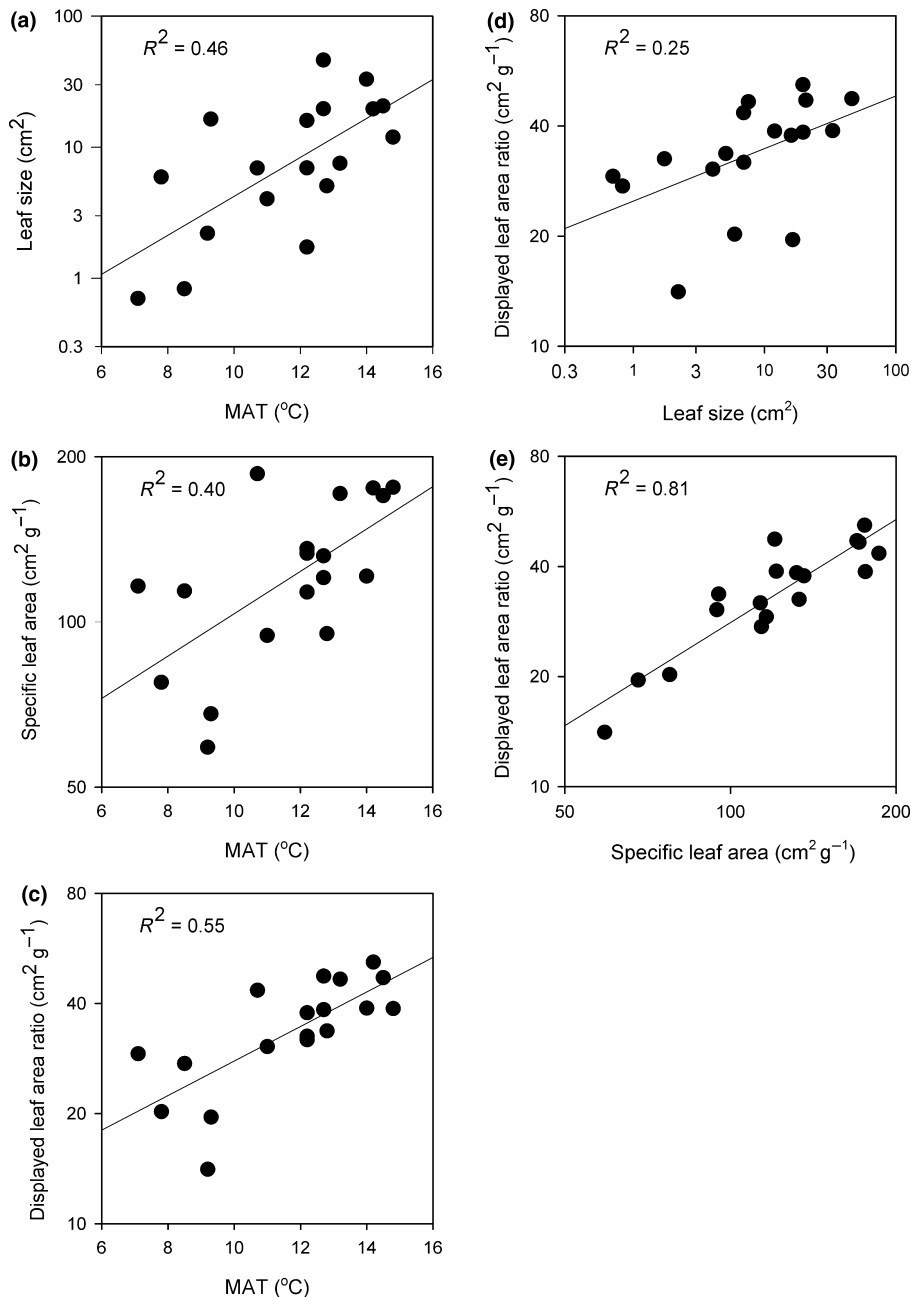 (a)
R² = 0.46
100
30
10
3
1
0.3
Leaf size (cm²)
6 8 10 12 14 16
MAT (°C)
(b)
R² = 0.40
200
100
50
Specific leaf area (cm² g⁻¹)
6 8 10 12 14 16
MAT (°C)
(c)
R² = 0.55
80
40
20
10
Displayed leaf area ratio (cm² g⁻¹)
6 8 10 12 14 16
MAT (°C)
(d)
R² = 0.25
80
40
20
10
Displayed leaf area ratio (cm² g⁻¹)
0.3 1 3 10 30 100
Leaf size (cm²)
(e)
R² = 0.81
80
40
20
10
Displayed leaf area ratio (cm² g⁻¹)
50 100 200
Specific leaf area (cm² g⁻¹)